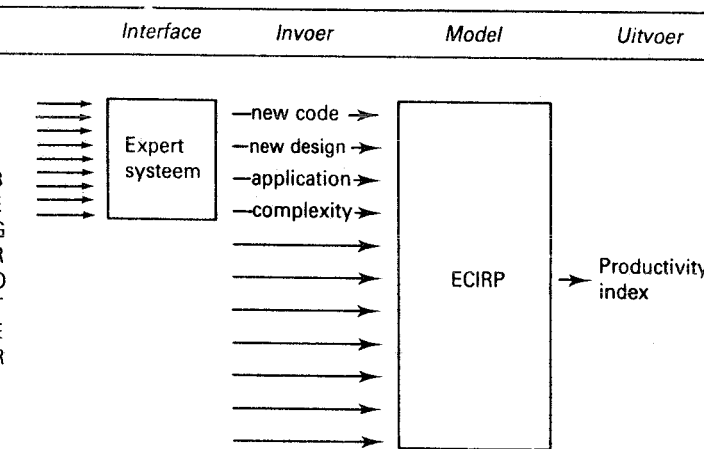 Interface Invoer Model Uitvoer
new code
Expert systeem
new design
application
complexity
ECIRP
Productivity index